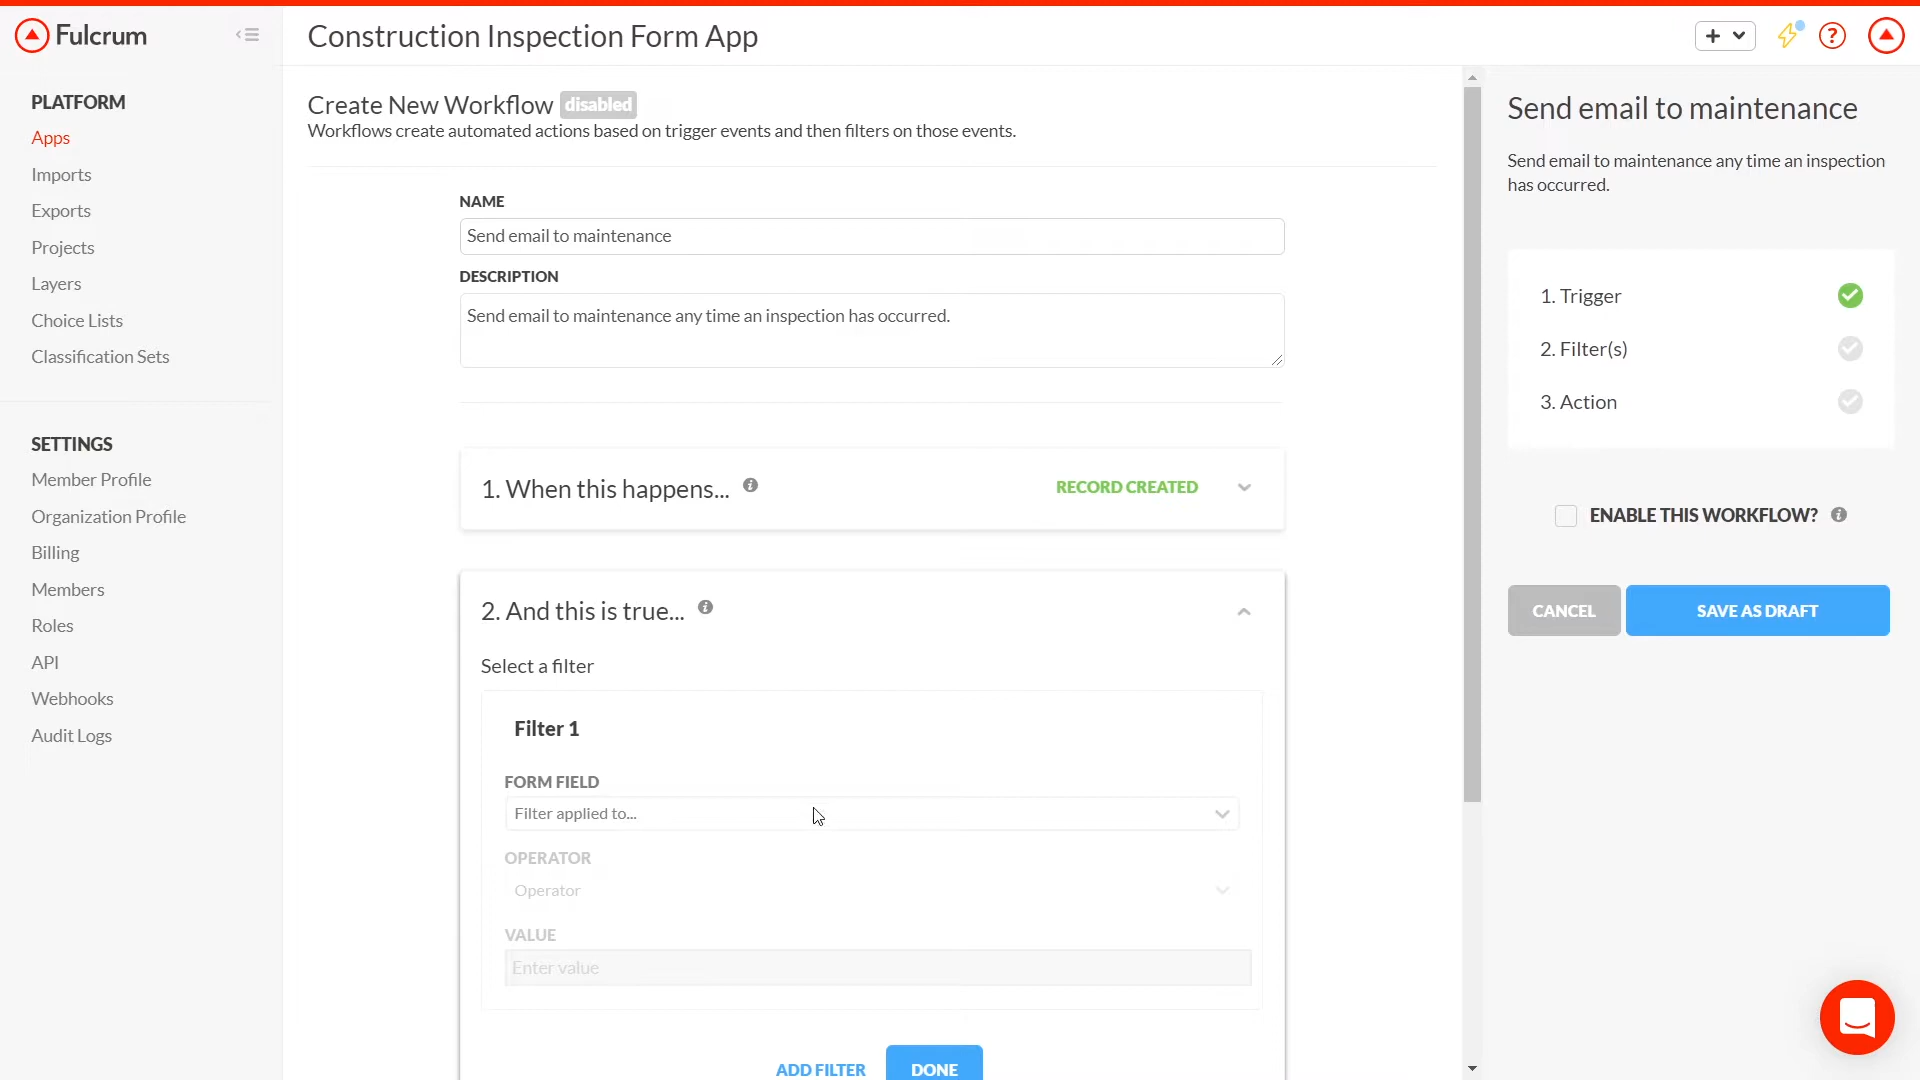 Fulcrum
Construction Inspection Form App
PLATFORM
Apps
Imports
Exports
Projects
Layers
Choice Lists
Classification Sets
SETTINGS
Member Profile
Organization Profile
Billing
Members
Roles
API
Webhooks
Audit Logs
Create New Workflow disabled
Workflows create automated actions based on trigger events and then filters on those events.
NAME
Send email to maintenance
DESCRIPTION
Send email to maintenance any time an inspection has occurred.
1. When this happens... RECORD CREATED
2. And this is true...
Select a filter
Filter 1
FORM FIELD
Filter applied to...
OPERATOR
Operator
VALUE
Enter value
ADD FILTER DONE
Send email to maintenance
Send email to maintenance any time an inspection
has occurred.
1. Trigger
2. Filter(s)
3. Action
ENABLE THIS WORKFLOW?
CANCEL SAVE AS DRAFT